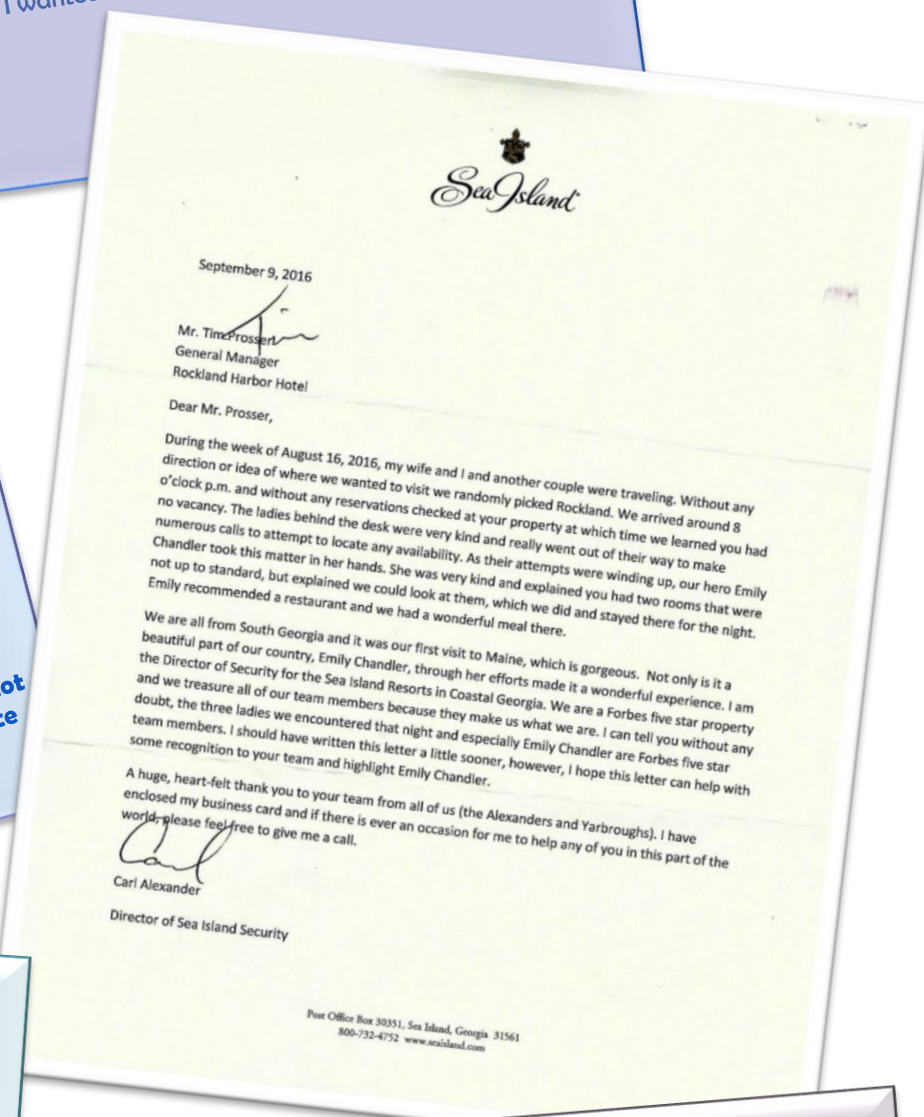 I wanted
Sea Island
September 9, 2016
Mr. Tim Prosser
General Manager
Rockland Harbor Hotel
Dear Mr. Prosser,
During the week of August 16, 2016, my wife and I and another couple were traveling. Without any
direction or idea of where we wanted to visit we randomly picked Rockland. We arrived around 8
o'clock p.m. and without any reservations checked at your property at which time we learned you had
no vacancy. The ladies behind the desk were very kind and really went out of their way to make
numerous calls to attempt to locate any availability. As their attempts were winding up, our hero Emily
Chandler took this matter in her hands. She was very kind and explained you had two rooms that were
not up to standard, but explained we could look at them, which we did and stayed there for the night.
Emily recommended a restaurant and we had a wonderful meal there.
We are all from South Georgia and it was our first visit to Maine, which is gorgeous. Not only is it a
beautiful part of our country, Emily Chandler, through her efforts made it a wonderful experience. I am
the Director of Security for the Sea Island Resorts in Coastal Georgia. We are a Forbes five star property
and we treasure all of our team members because they make us what we are. I can tell you without any
doubt, the three ladies we encountered that night and especially Emily Chandler are Forbes five star
team members. I should have written this letter a little sooner, however, I hope this letter can help with
some recognition to your team and highlight Emily Chandler.
A huge, heart-felt thank you to your team from all of us (the Alexanders and Yarbroughs). I have
enclosed my business card and if there is ever an occasion for me to help any of you in this part of the
world, please feel free to give me a call.
Carl
Carl Alexander
Director of Sea Island Security
Post Office Box 30351, Sea Island, Georgia 31561
800-732-4752 www.seaisland.com